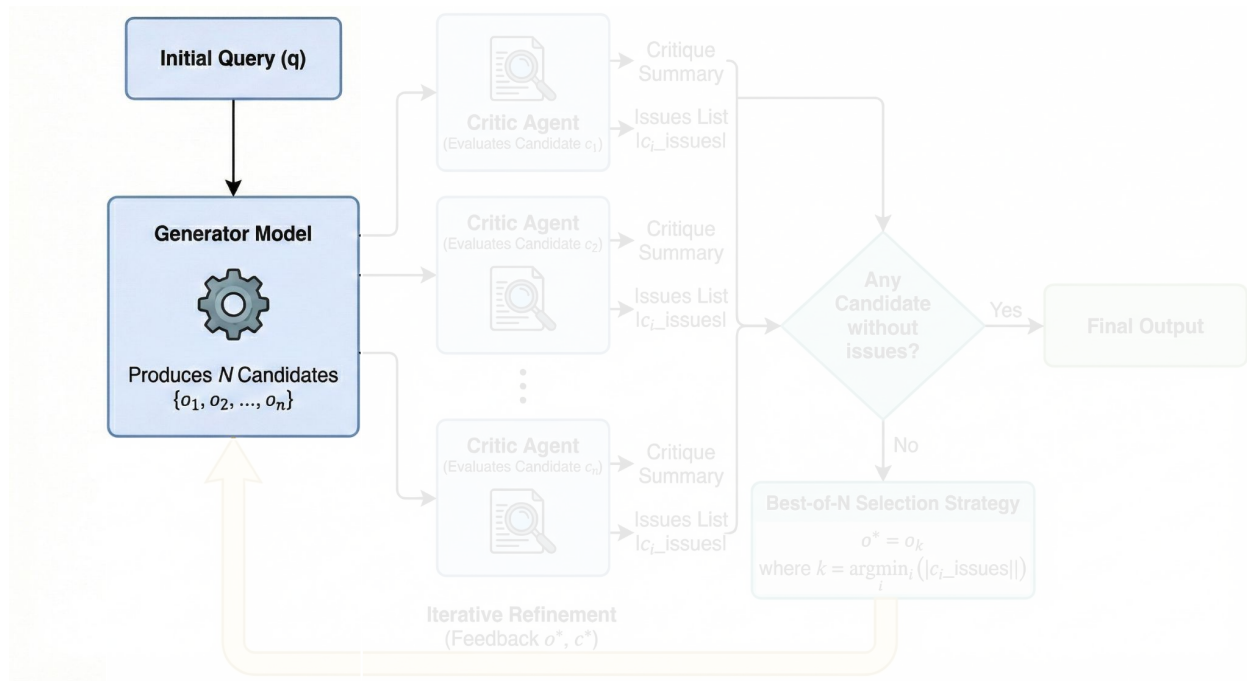 Initial Query (q)
Generator Model
Produces N Candidates
{o₁, o₂, ..., oₙ}
Critic Agent
(Evaluates Candidate c₁)
Critique
Summary
Issues List
|cᵢ_issues|
Critic Agent
(Evaluates Candidate c₂)
Critique
Summary
Issues List
|cᵢ_issues|
Critic Agent
(Evaluates Candidate cₙ)
Critique
Summary
Issues List
|cᵢ_issues|
Any
Candidate
without
issues?
Yes
Final Output
No
Best-of-N Selection Strategy
o* = oₖ
where k = argminᵢ(|cᵢ_issues||)
i
Iterative Refinement
(Feedback o*, c*)